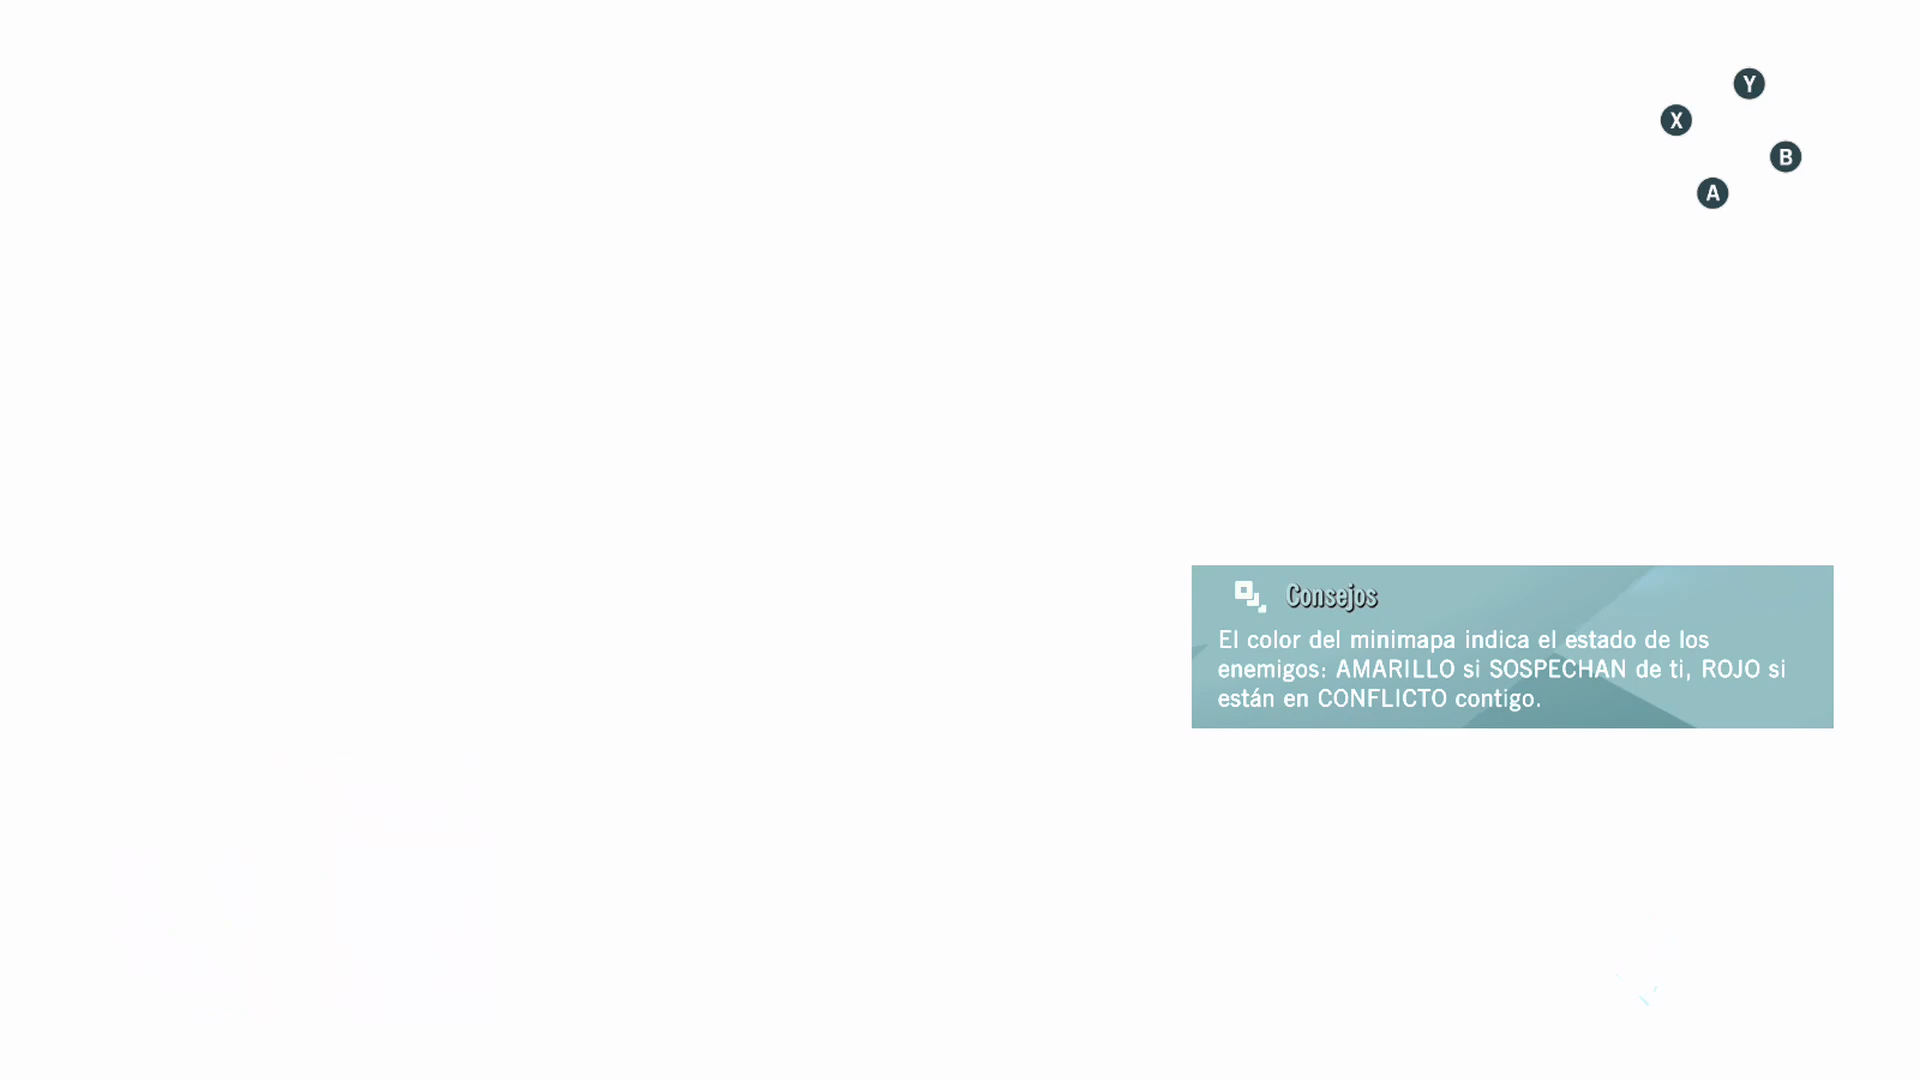 Y
X
B
A
Consejos
El color del minimapa indica el estado de los
enemigos: AMARILLO si SOSPECHAN de ti, ROJO si
están en CONFLICTO contigo.